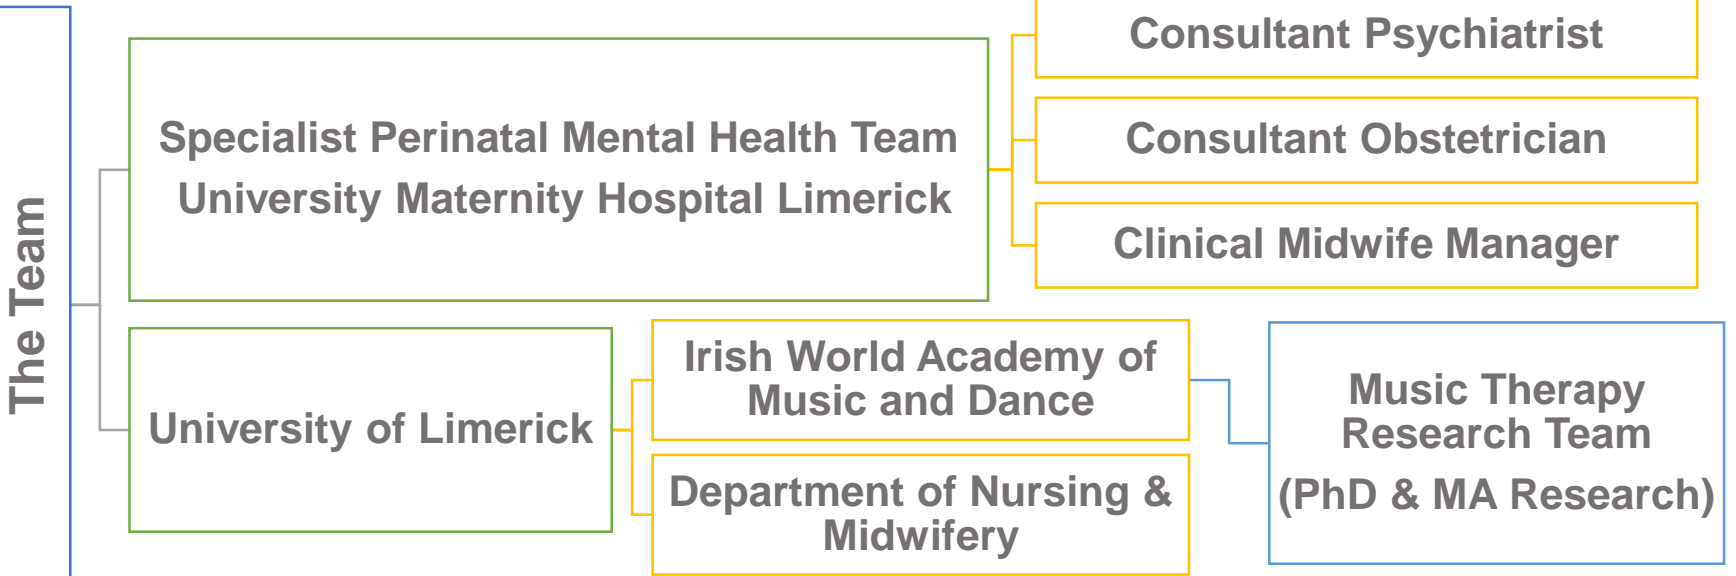 The Team
Specialist Perinatal Mental Health Team
University Maternity Hospital Limerick
Consultant Psychiatrist
Consultant Obstetrician
Clinical Midwife Manager
University of Limerick
Irish World Academy of
Music and Dance
Department of Nursing &
Midwifery
Music Therapy
Research Team
(PhD & MA Research)